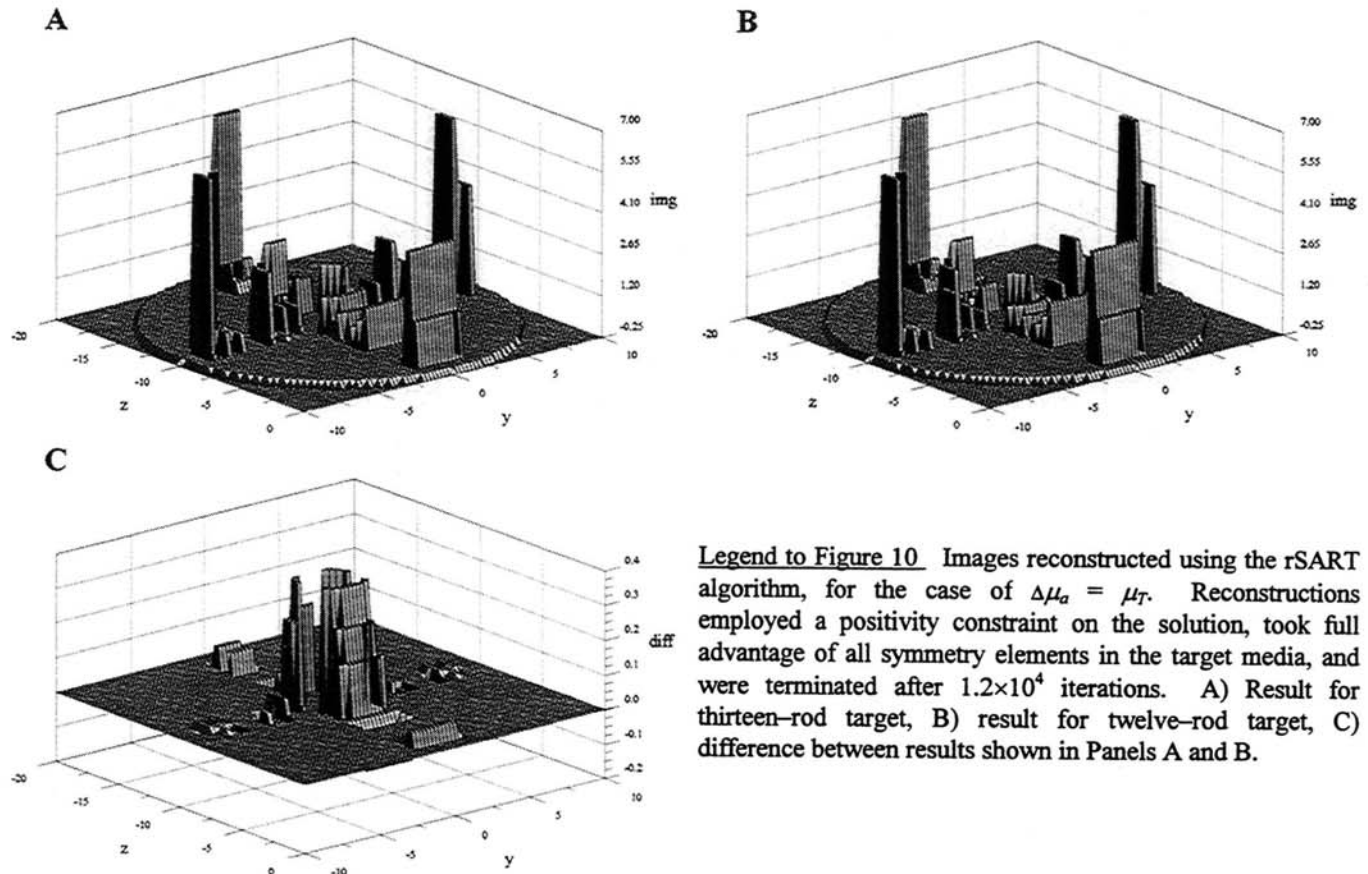 A
7.00
5.55
4.10
img
2.65
1.20
-0.25
-20
-15
-10
z
-5
0
-10
-5
0
y
5
10
B
7.00
5.55
4.10
img
2.65
1.20
-0.25
-20
-15
-10
z
-5
0
-10
-5
0
y
5
10
C
0.4
0.3
0.2
diff
0.1
0.0
-0.1
-0.2
-20
-15
-10
z
-5
0
-10
-5
0
y
5
10
Legend to Figure 10 Images reconstructed using the rSART
algorithm, for the case of Δμa = μT. Reconstructions
employed a positivity constraint on the solution, took full
advantage of all symmetry elements in the target media, and
were terminated after 1.2×10⁴ iterations. A) Result for
thirteen–rod target, B) result for twelve–rod target, C)
difference between results shown in Panels A and B.